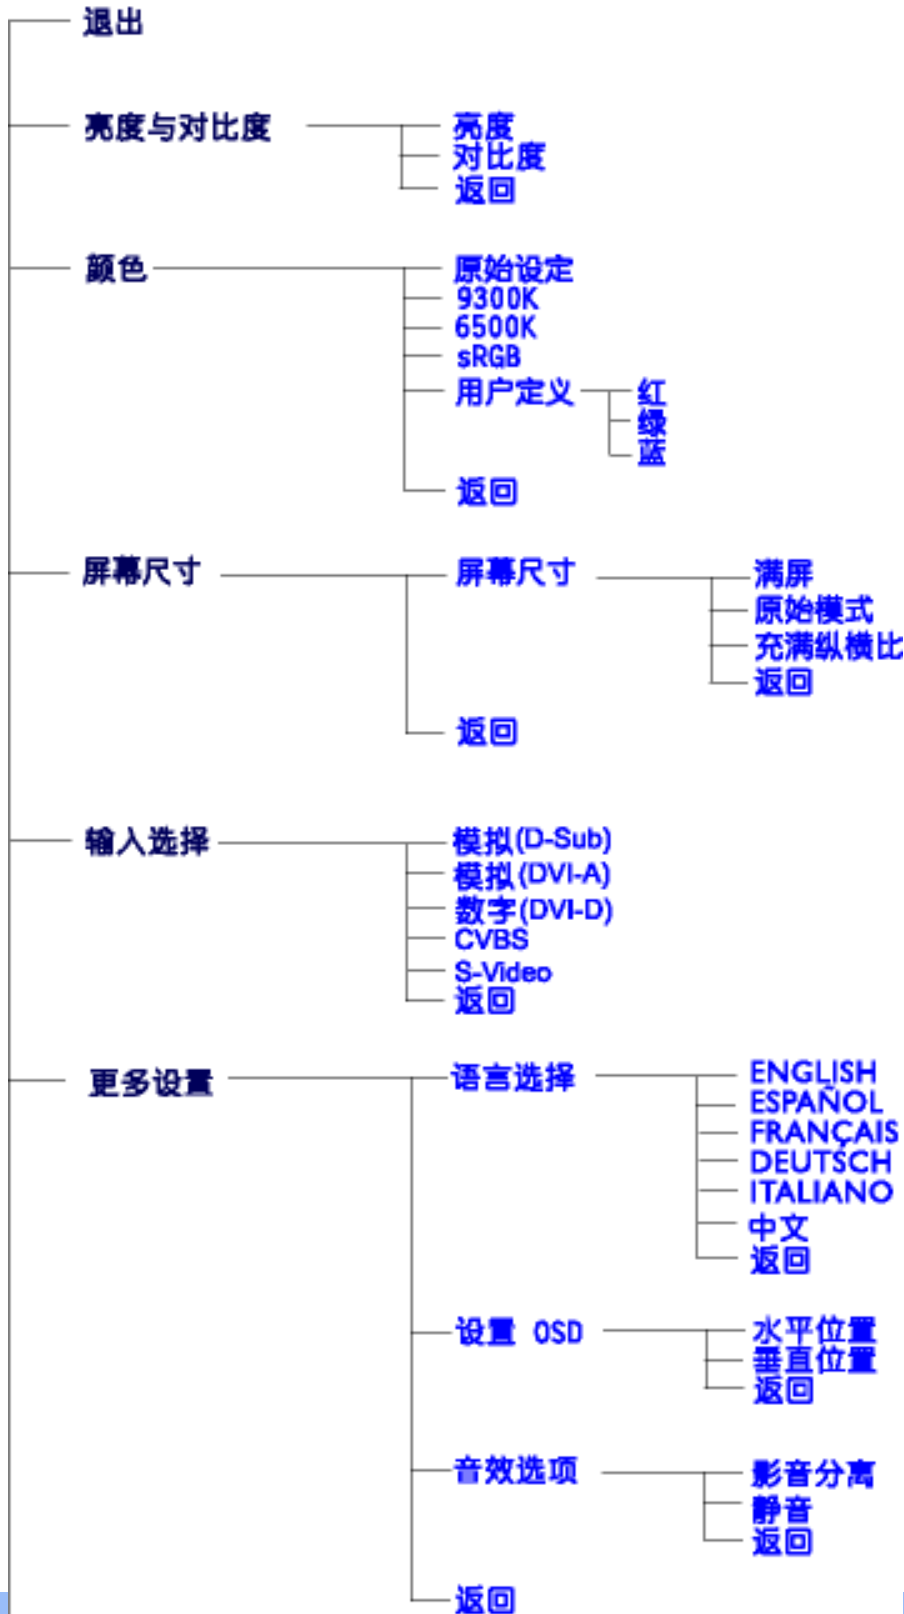 退出
亮度与对比度
亮度
对比度
返回
颜色
原始设定
9300K
6500K
sRGB
用户定义
红
绿
蓝
返回
屏幕尺寸
屏幕尺寸
满屏
原始模式
充满纵横比
返回
返回
输入选择
模拟(D-Sub)
模拟(DVI-A)
数字(DVI-D)
CVBS
S-Video
返回
更多设置
语言选择
ENGLISH
ESPAÑOL
FRANÇAIS
DEUTSCH
ITALIANO
中文
返回
设置 OSD
水平位置
垂直位置
返回
音效选项
影音分离
静音
返回
返回